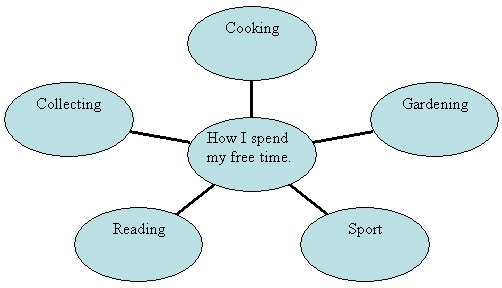 Cooking
Collecting
Gardening
How I spend
my free time.
Reading
Sport